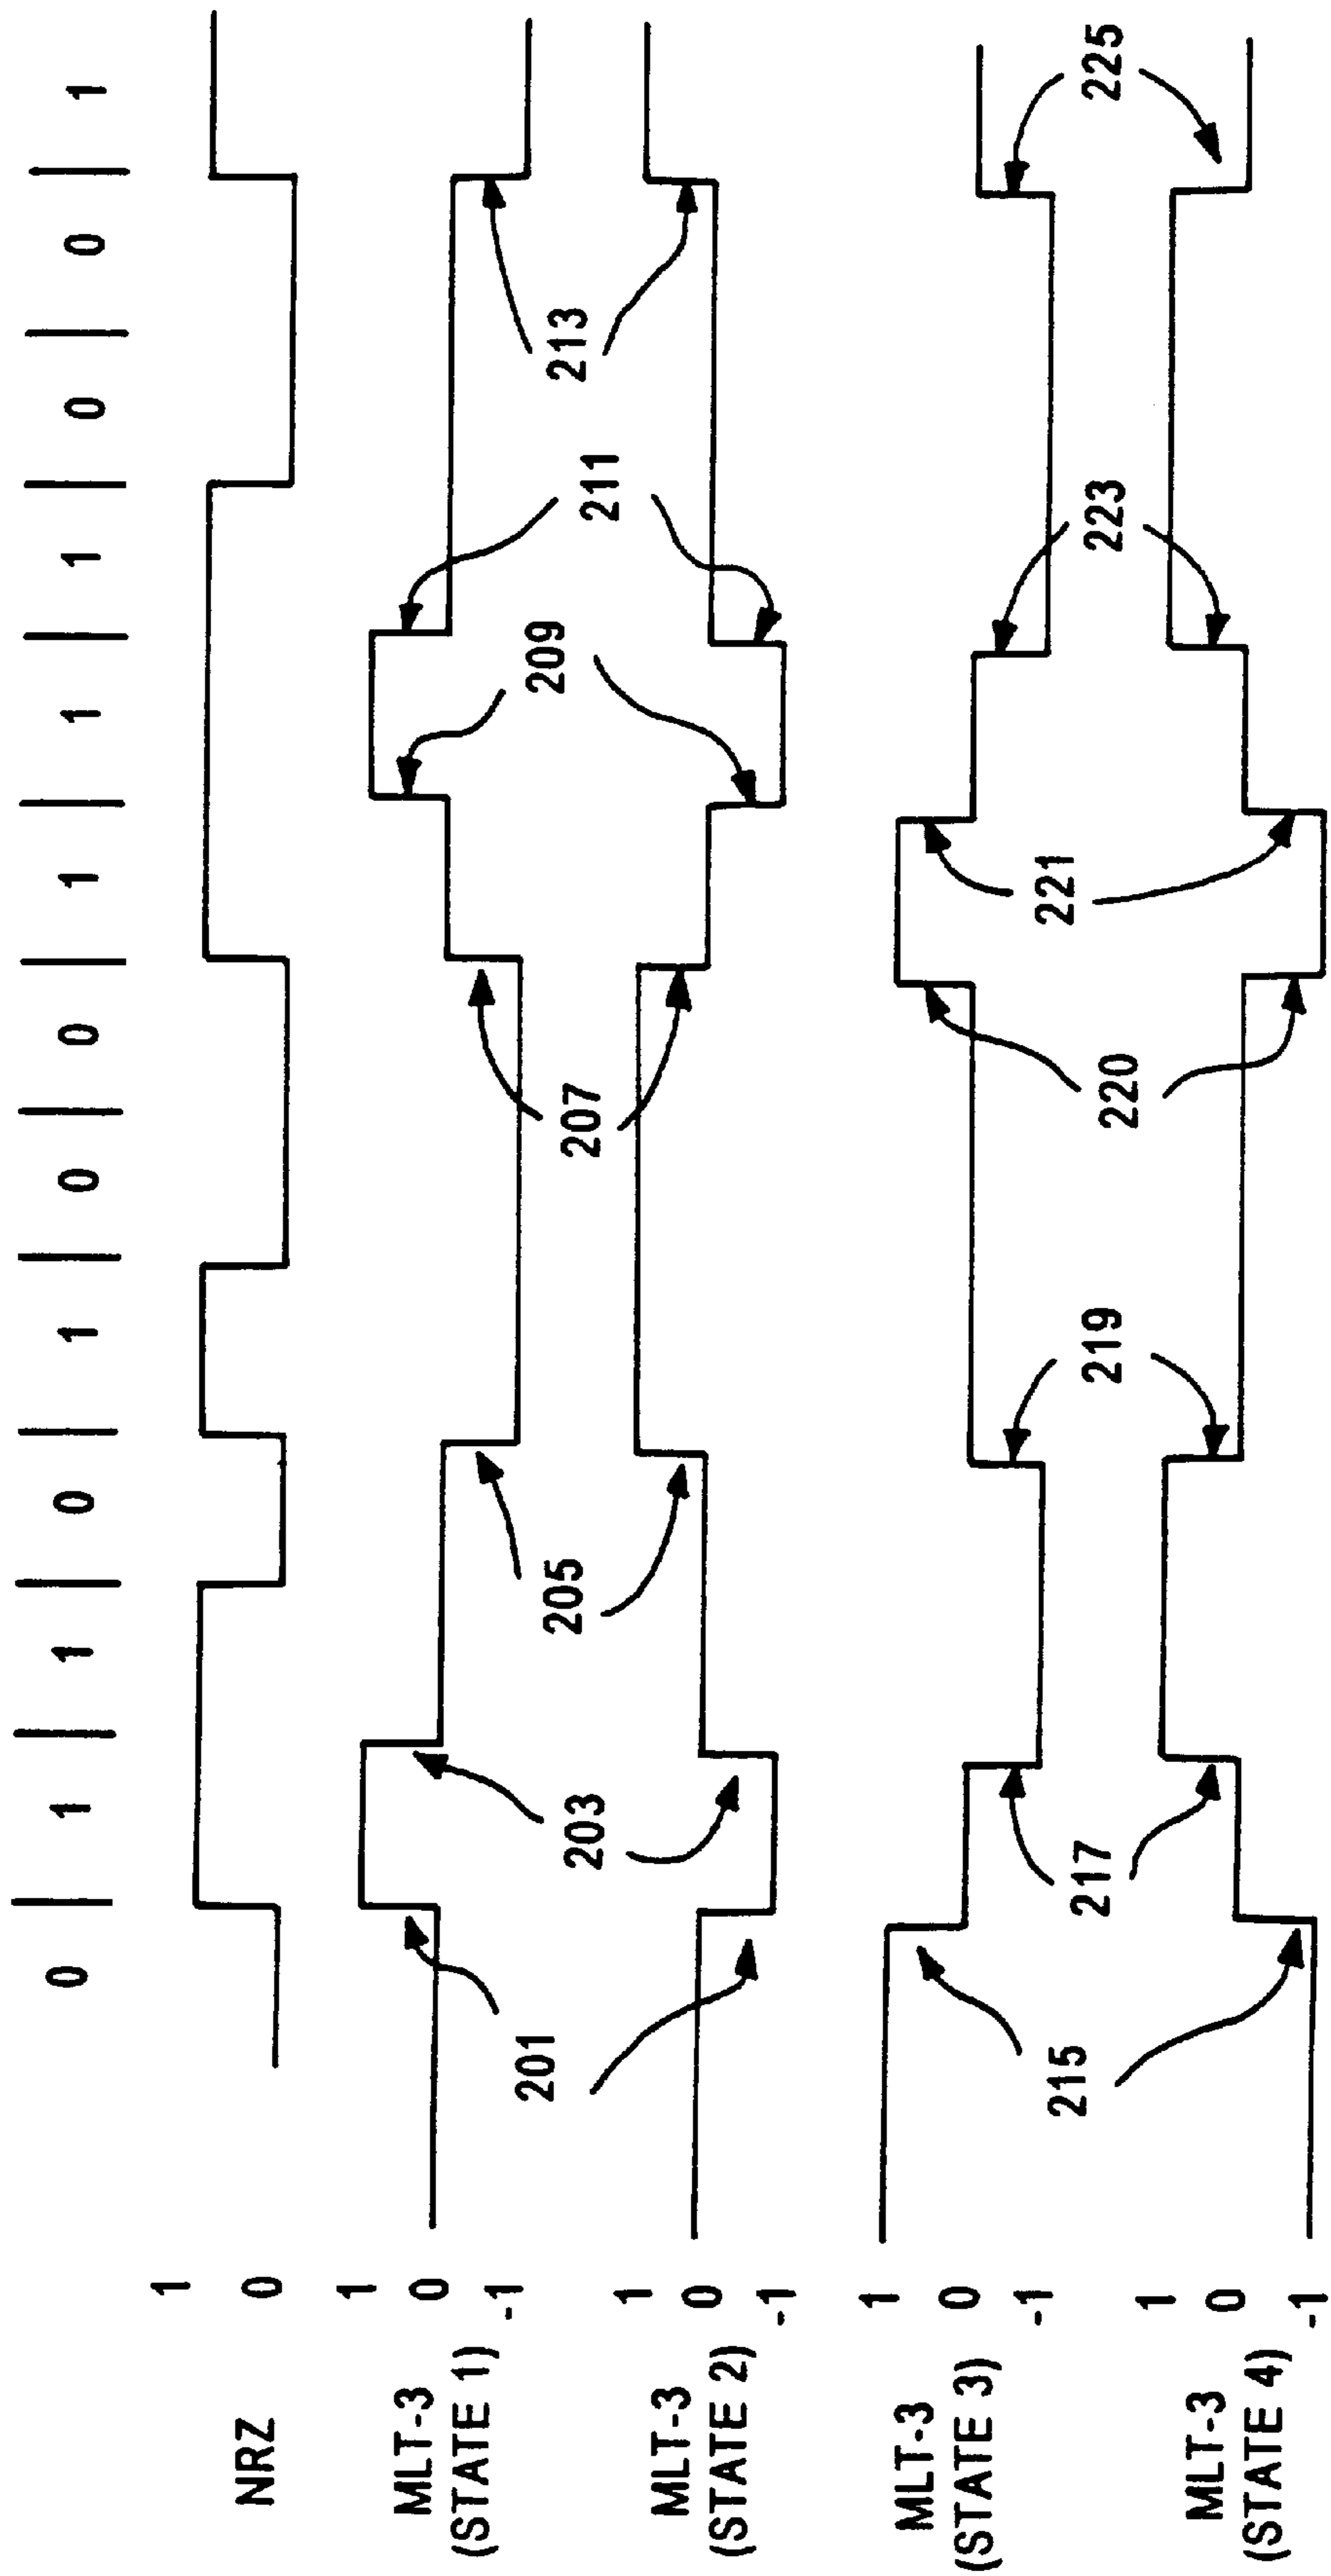 0 | 1 | 1 | 0 | 1 | 0 | 0 | 1 | 1 | 1 | 0 | 0 | 1
NRZ
1
0
MLT-3
(STATE 1)
1
0
-1
201
203
205
207
209
211
213
MLT-3
(STATE 2)
1
0
-1
MLT-3
(STATE 3)
1
0
-1
215
217
219
220
221
223
225
MLT-3
(STATE 4)
1
0
-1